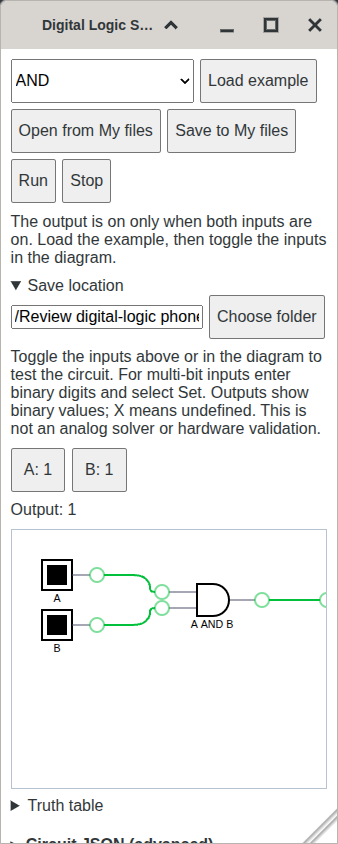 Digital Logic S...
AND
Load example
Open from My files
Save to My files
Run
Stop
The output is on only when both inputs are
on. Load the example, then toggle the inputs
in the diagram.
Save location
/Review digital-logic phone
Choose folder
Toggle the inputs above or in the diagram to
test the circuit. For multi-bit inputs enter
binary digits and select Set. Outputs show
binary values; X means undefined. This is
not an analog solver or hardware validation.
A: 1
B: 1
Output: 1
A
B
A AND B
Truth table
Circuit JSON (advanced)